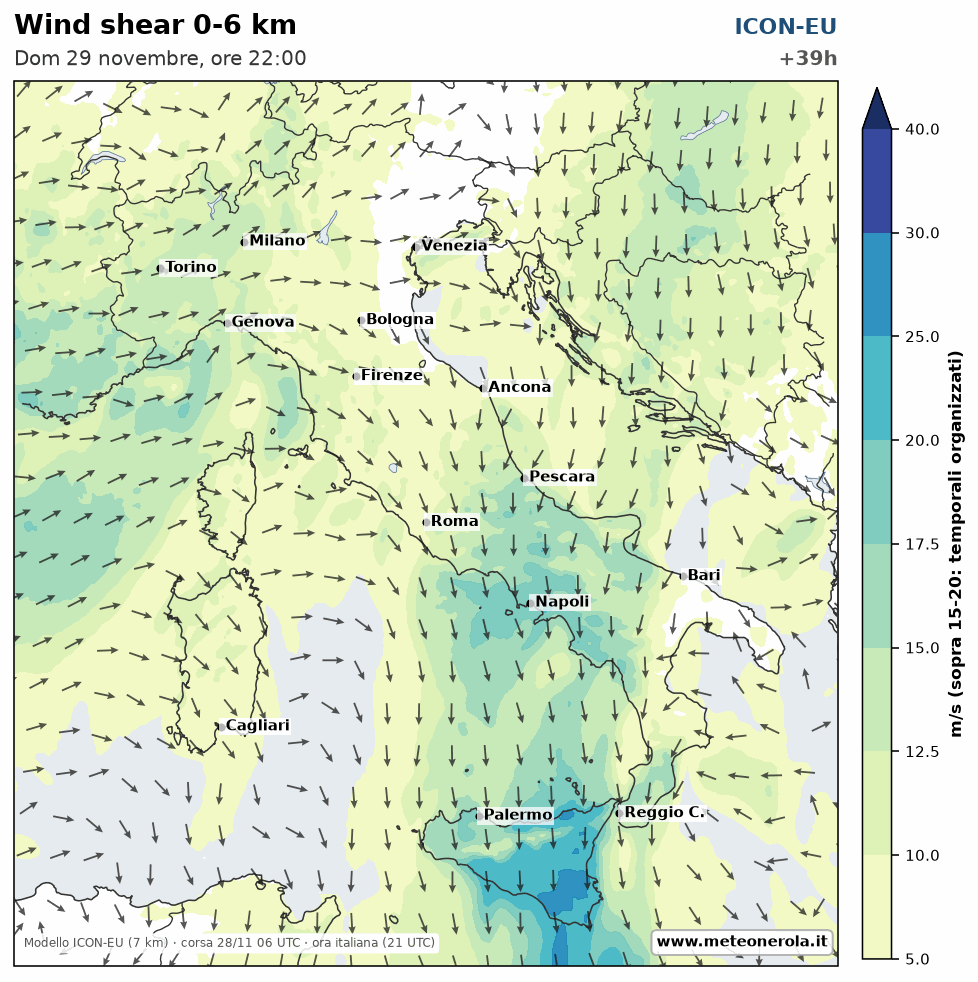 Wind shear 0-6 km
ICON-EU
Dom 29 novembre, ore 22:00
+39h
40.0
30.0
25.0
20.0
17.5
15.0
12.5
10.0
5.0
m/s (sopra 15-20: temporali organizzati)
Milano
Venezia
Torino
Genova
Bologna
Firenze
Ancona
Pescara
Roma
Bari
Napoli
Cagliari
Palermo
Reggio C.
Modello ICON-EU (7 km) · corsa 28/11 06 UTC · ora italiana (21 UTC)
www.meteonerola.it